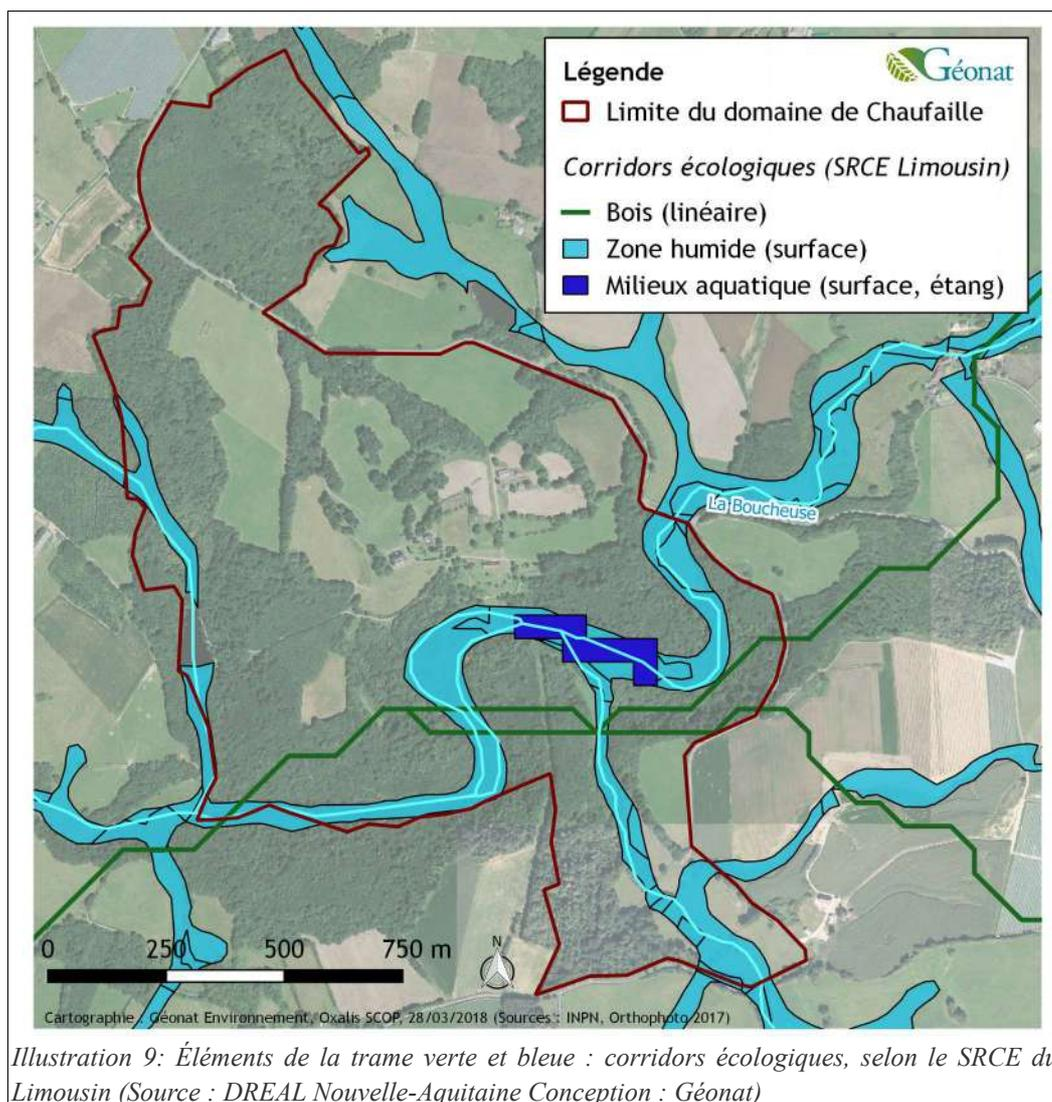 Légende
Géonat
Limite du domaine de Chaufaille
Corridors écologiques (SRCE Limousin)
Bois (linéaire)
Zone humide (surface)
Milieux aquatique (surface, étang)
La Boucheuse
0 250 500 750 m
N
Cartographie : Géonat Environnement, Oxalis SCOP, 28/03/2018 (Sources : INPN, Orthophoto 2017)
Illustration 9: Éléments de la trame verte et bleue : corridors écologiques, selon le SRCE du
Limousin (Source : DREAL Nouvelle-Aquitaine Conception : Géonat)